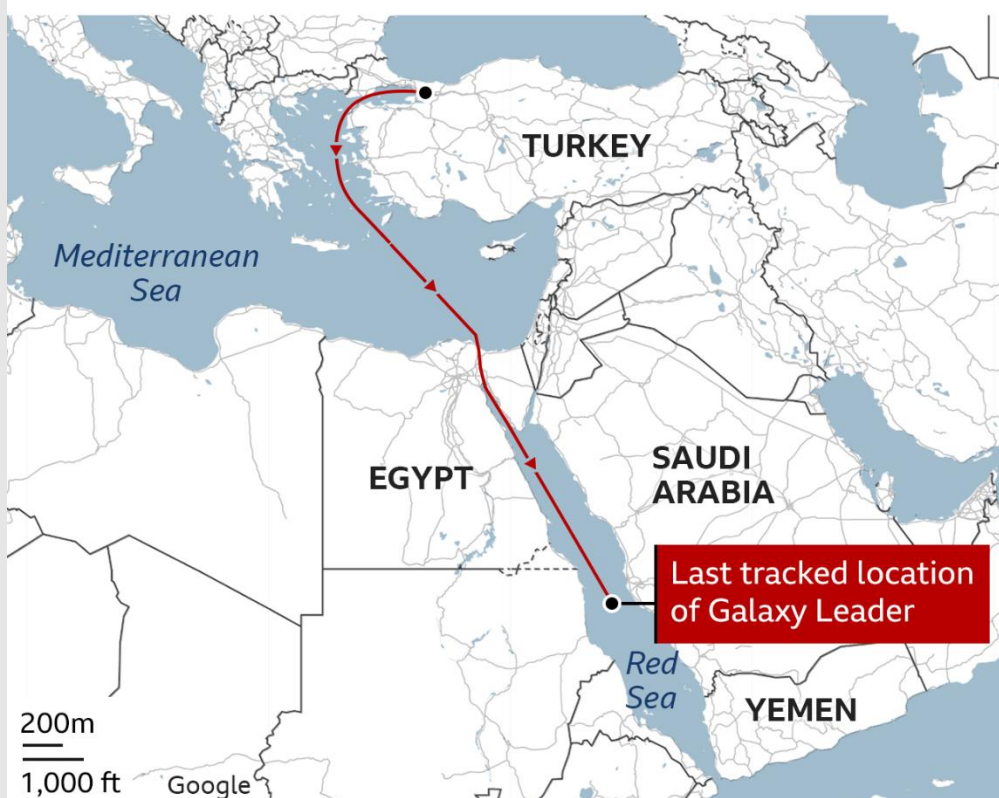 TURKEY
Mediterranean
Sea
EGYPT
SAUDI
ARABIA
Last tracked location
of Galaxy Leader
Red
Sea
YEMEN
200m
1,000 ft
Google